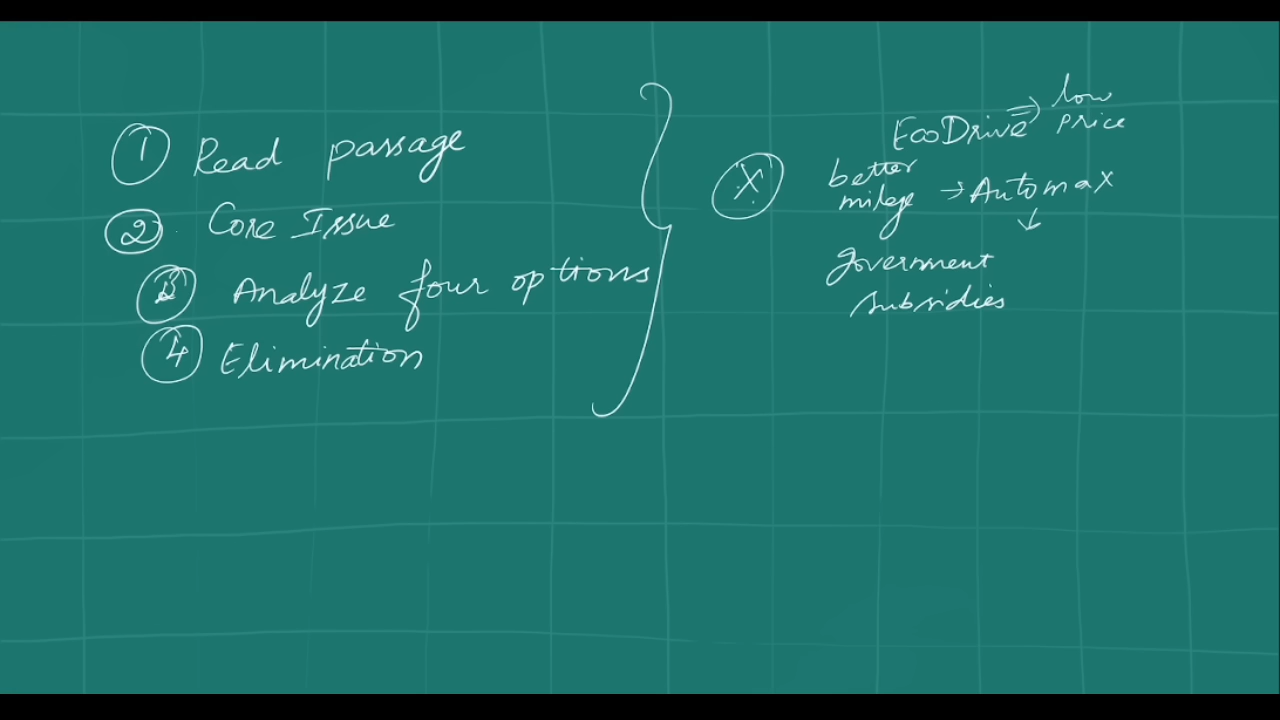 1 Read passage
2 Core Issue
3 Analyze four options
4 Elimination
X
EcoDrive → low price
better milege → Automax
↓
government
subsidies